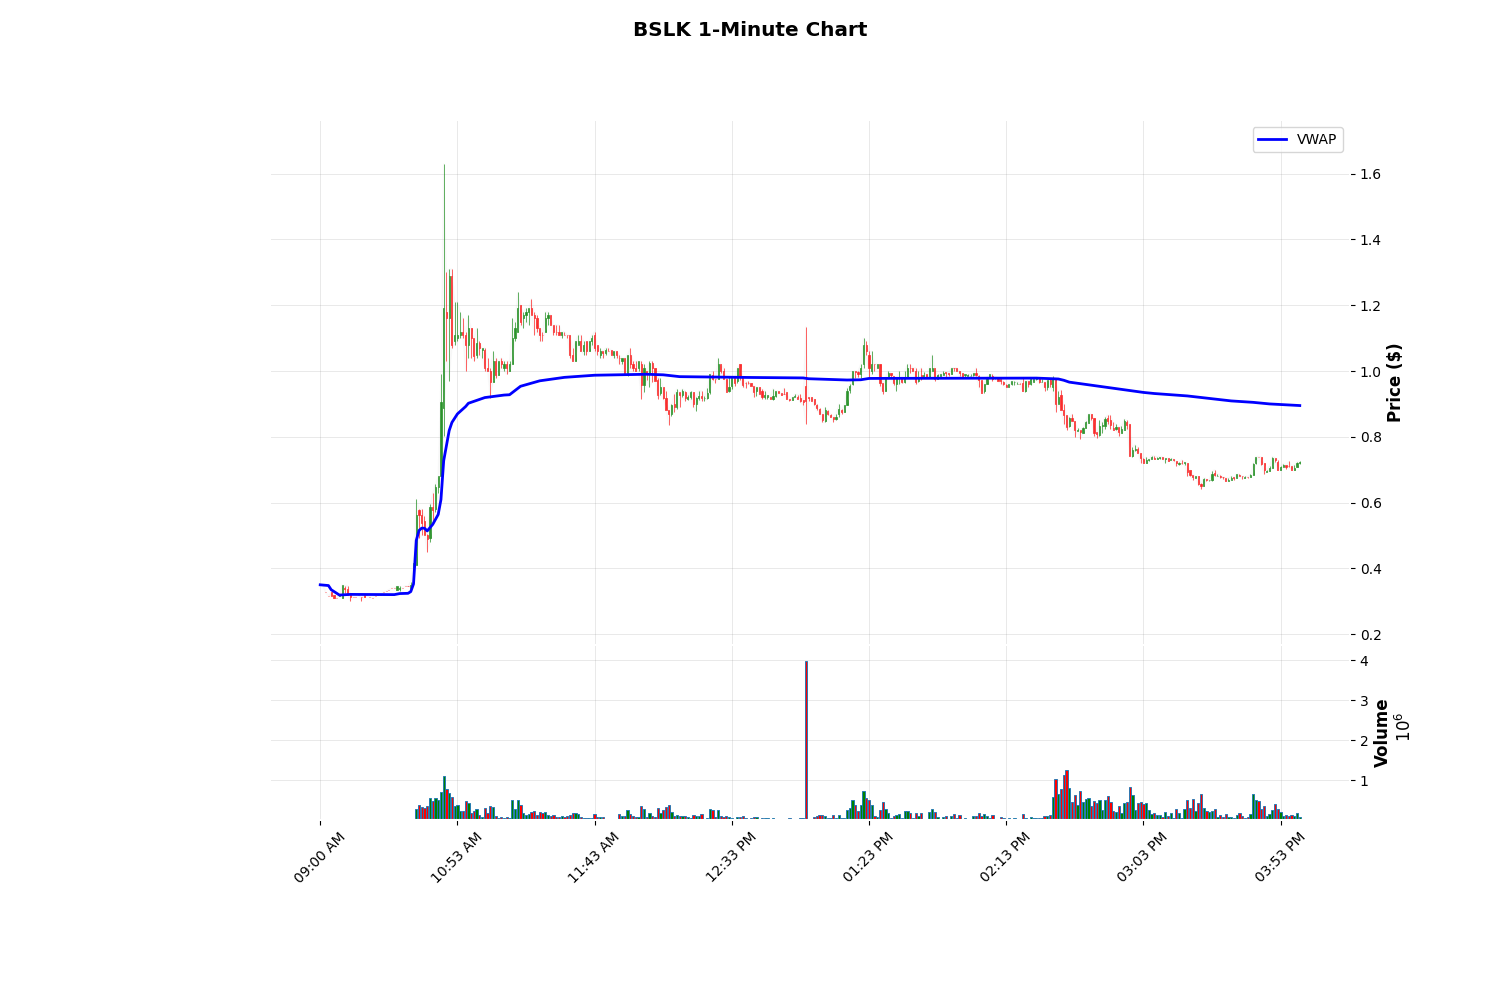 BSLK 1-Minute Chart
VWAP
1.6
1.4
1.2
1.0
0.8
0.6
0.4
0.2
Price ($)
4
3
2
1
Volume
10^6
09:00 AM
10:53 AM
11:43 AM
12:33 PM
01:23 PM
02:13 PM
03:03 PM
03:53 PM